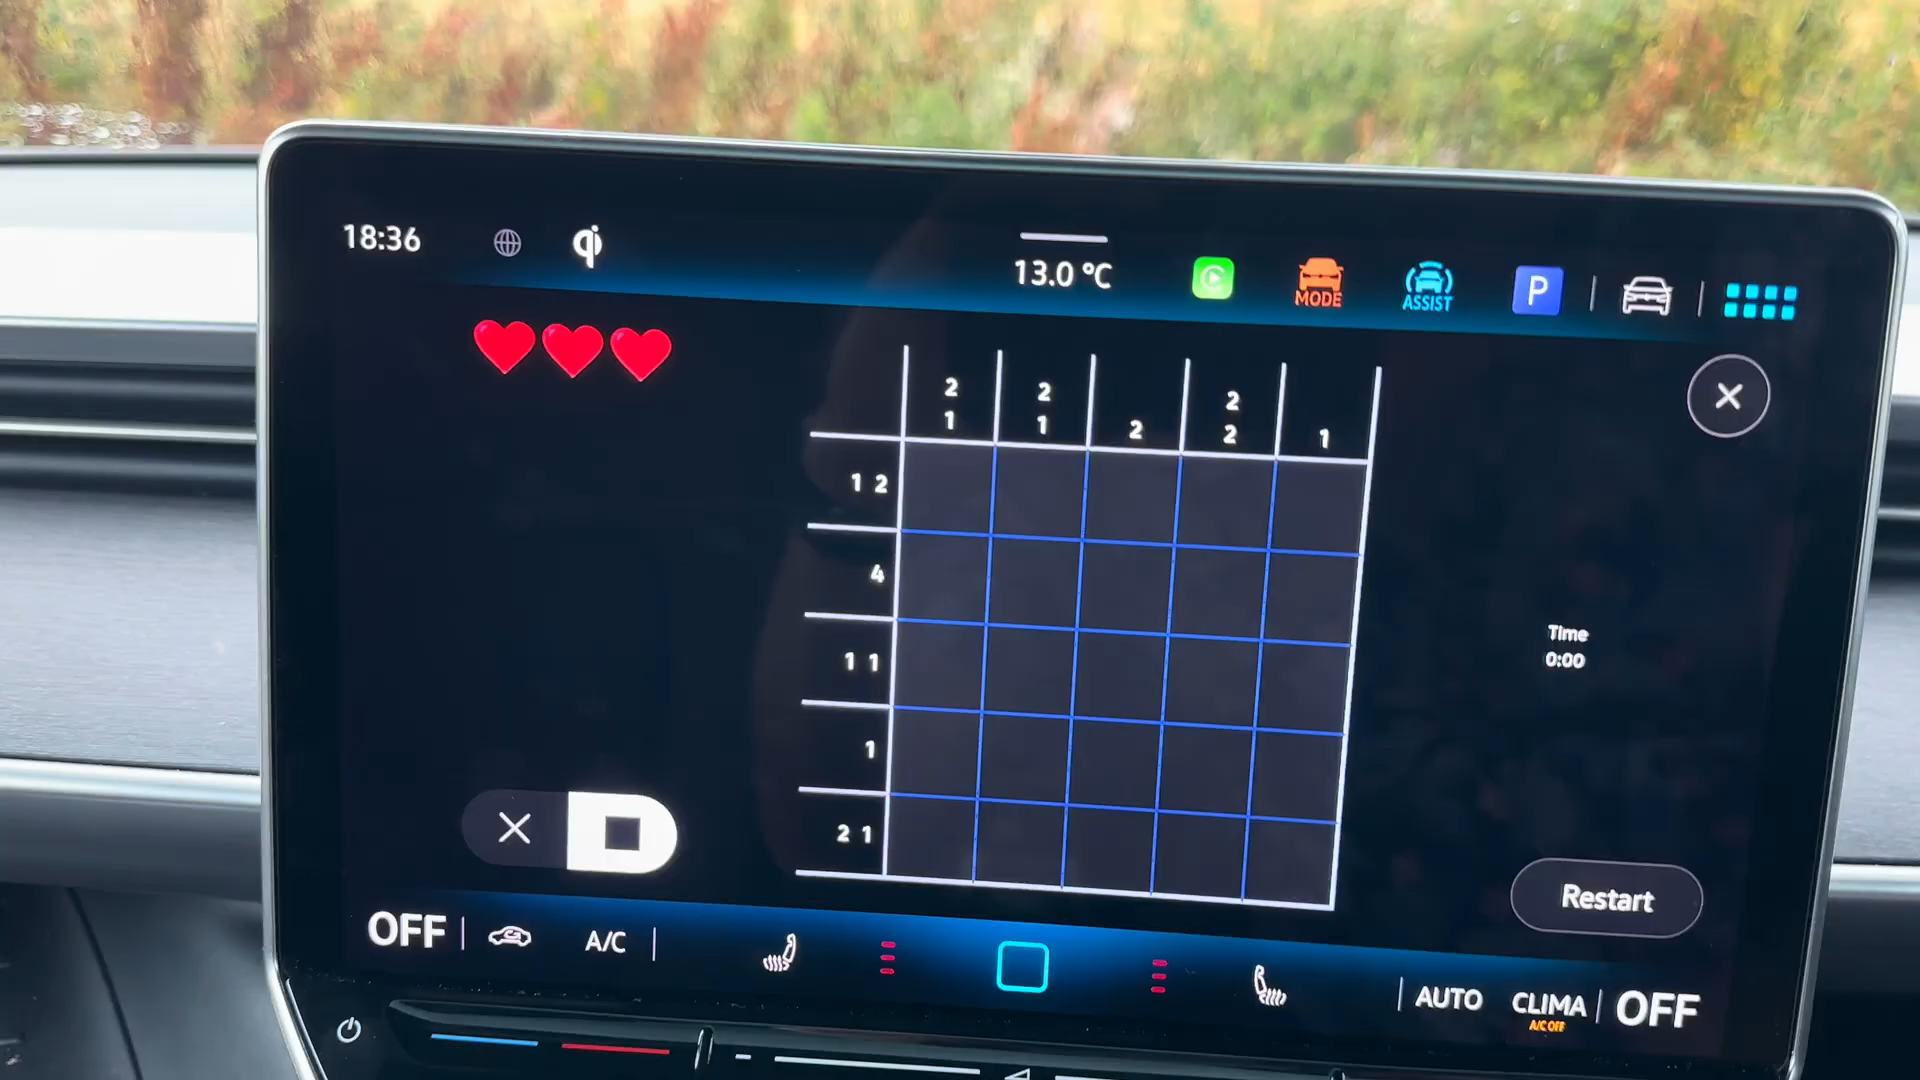 18:36
13.0 °C
MODE
ASSIST
P
2 2 2
1 1 2 2 1
1 2
4
1 1
1
2 1
Time
0:00
Restart
OFF
A/C
AUTO
CLIMA
A/C OFF
OFF